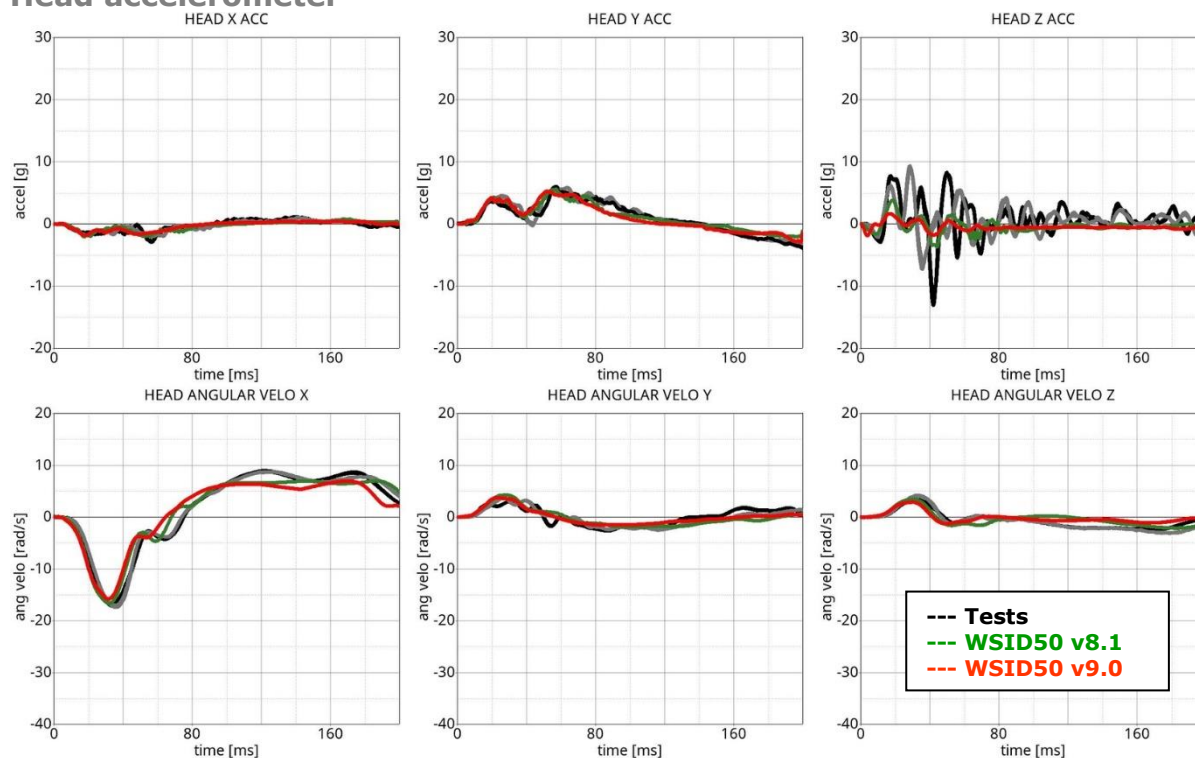 Head accelerometer
HEAD X ACC
HEAD Y ACC
HEAD Z ACC
30
20
10
0
-10
-20
accel [g]
0
80
160
time [ms]
30
20
10
0
-10
-20
accel [g]
0
80
160
time [ms]
30
20
10
0
-10
-20
accel [g]
0
80
160
time [ms]
HEAD ANGULAR VELO X
HEAD ANGULAR VELO Y
HEAD ANGULAR VELO Z
20
10
0
-10
-20
-30
-40
ang velo [rad/s]
0
80
160
time [ms]
20
10
0
-10
-20
-30
-40
ang velo [rad/s]
0
80
160
time [ms]
20
10
0
-10
-20
-30
-40
ang velo [rad/s]
0
80
160
time [ms]
--- Tests
--- WSID50 v8.1
--- WSID50 v9.0